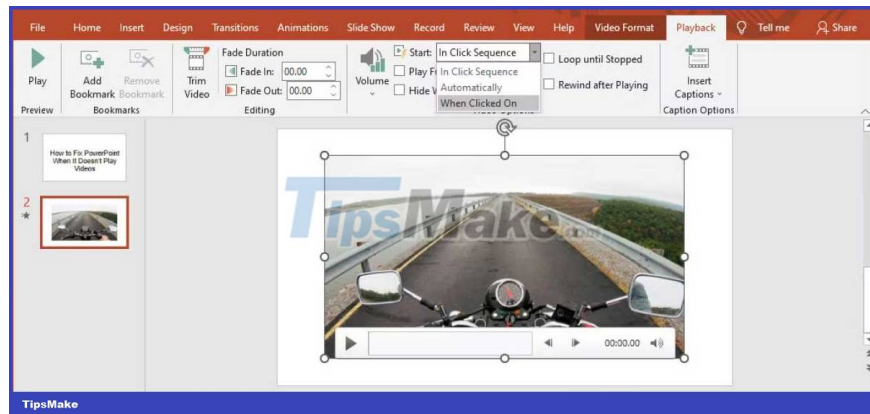 File Home Insert Design Transitions Animations Slide Show Record Review View Help Video Format Playback Tell me Share
Play
Preview
Add Bookmark
Remove Bookmark
Bookmarks
Trim Video
Fade Duration
Fade In: 00.00
Fade Out: 00.00
Editing
Volume
Start: In Click Sequence
In Click Sequence
Automatically
When Clicked On
Play
Hide
Loop until Stopped
Rewind after Playing
Insert Captions
Caption Options
1
How to Fix PowerPoint
When It Doesn't Play
Videos
2
TipsMake.com
00:00.00
TipsMake